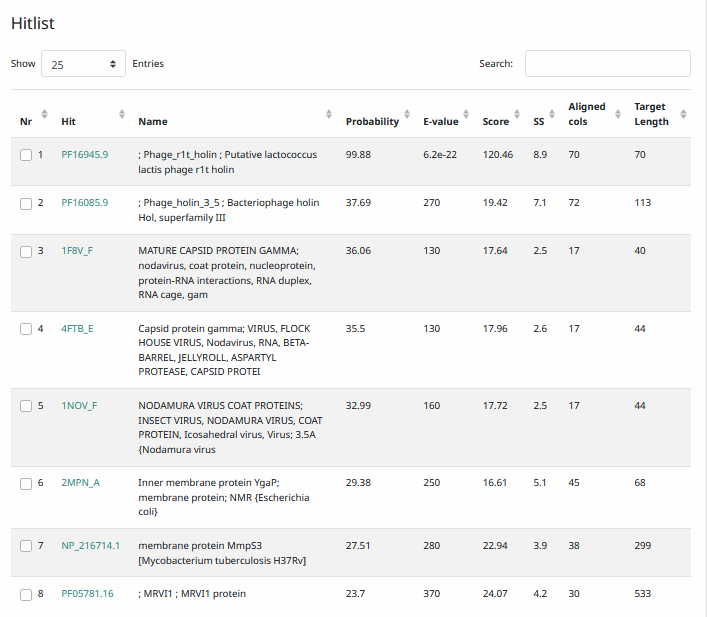 Hitlist
Show 25 Entries Search:
Nr Hit Name Probability E-value Score SS Aligned cols Target Length
1 PF16945.9 ; Phage_r1t_holin ; Putative lactococcus 99.88 6.2e-22 120.46 8.9 70 70
lactis phage r1t holin
2 PF16085.9 ; Phage_holin_3_5 ; Bacteriophage holin 37.69 270 19.42 7.1 72 113
Hol, superfamily III
3 1F8V_F MATURE CAPSID PROTEIN GAMMA; 36.06 130 17.64 2.5 17 40
nodavirus, coat protein, nucleoprotein,
protein-RNA interactions, RNA duplex,
RNA cage, gam
4 4FTB_E Capsid protein gamma; VIRUS, FLOCK 35.5 130 17.96 2.6 17 44
HOUSE VIRUS, Nodavirus, RNA, BETA-
BARREL, JELLYROLL, ASPARTYL
PROTEASE, CAPSID PROTEI
5 1NOV_F NODAMURA VIRUS COAT PROTEINS; 32.99 160 17.72 2.5 17 44
INSECT VIRUS, NODAMURA VIRUS, COAT
PROTEIN, Icosahedral virus, Virus; 3.5A
{Nodamura virus
6 2MPN_A Inner membrane protein YgaP; 29.38 250 16.61 5.1 45 68
membrane protein; NMR {Escherichia
coli}
7 NP_216714.1 membrane protein MmpS3 27.51 280 22.94 3.9 38 299
[Mycobacterium tuberculosis H37Rv]
8 PF05781.16 ; MRVI1 ; MRVI1 protein 23.7 370 24.07 4.2 30 533